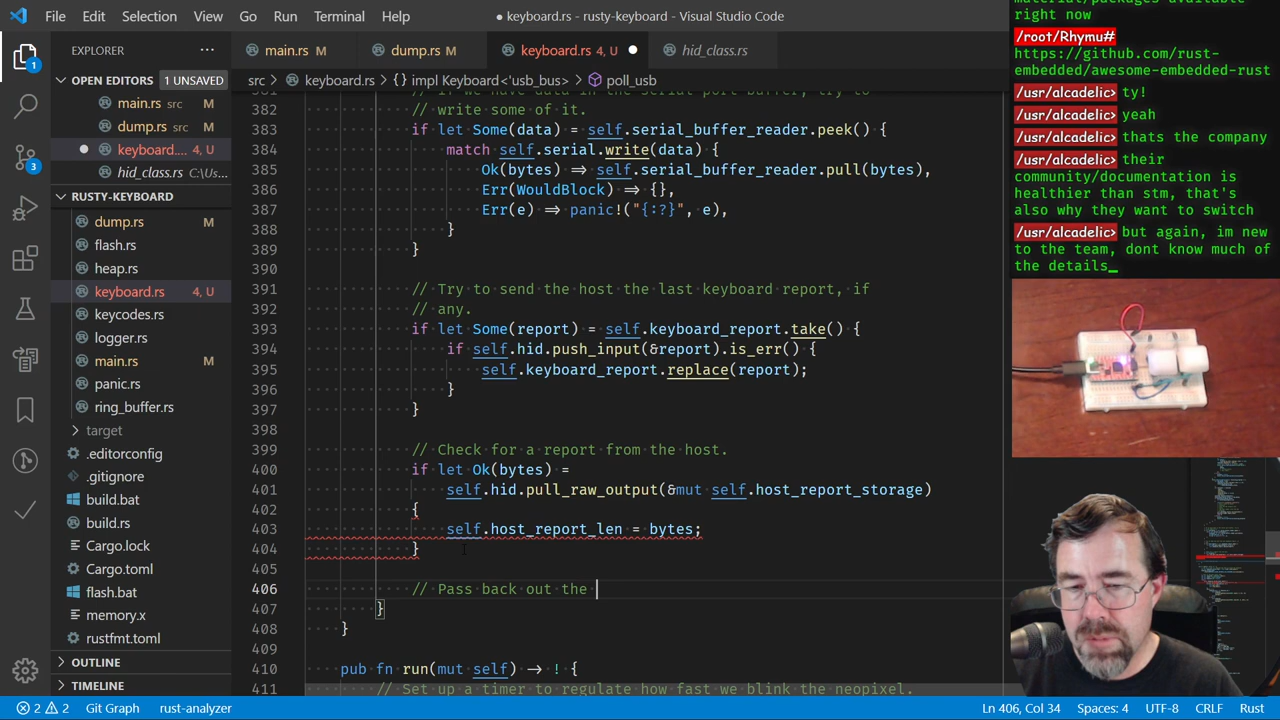 File Edit Selection View Go Run Terminal Help
keyboard.rs - rusty-keyboard - Visual Studio Code
EXPLORER
OPEN EDITORS 1 UNSAVED
main.rs src M
dump.rs src M
keyboard.... 4, U
hid_class.rs C:\Us...
RUSTY-KEYBOARD
dump.rs M
flash.rs
heap.rs
keyboard.rs 4, U
keycodes.rs
logger.rs
main.rs M
panic.rs
ring_buffer.rs
target
.editorconfig
.gitignore
build.bat
build.rs
Cargo.lock
Cargo.toml
flash.bat
memory.x
rustfmt.toml
OUTLINE
TIMELINE
main.rs M dump.rs M keyboard.rs 4, U hid_class.rs
src > keyboard.rs > {} impl Keyboard<'usb_bus> > poll_usb
382 // write some of it.
383 if let Some(data) = self.serial_buffer_reader.peek() {
384 match self.serial.write(data) {
385 Ok(bytes) => self.serial_buffer_reader.pull(bytes),
386 Err(WouldBlock) => {},
387 Err(e) => panic!("{:?}", e),
388 }
389 }
390
391 // Try to send the host the last keyboard report, if
392 // any.
393 if let Some(report) = self.keyboard_report.take() {
394 if self.hid.push_input(&report).is_err() {
395 self.keyboard_report.replace(report);
396 }
397 }
398
399 // Check for a report from the host.
400 if let Ok(bytes) =
401 self.hid.pull_raw_output(&mut self.host_report_storage)
402 {
403 self.host_report_len = bytes;
404 }
405
406 // Pass back out the
407 }
408 }
409
410 pub fn run(mut self) -> ! {
411 // Set up a timer to regulate how fast we blink the neopixel.
right now
/root/Rhymu#
https://github.com/rust-
embedded/awesome-embedded-rust
/usr/alcadelic> ty!
/usr/alcadelic> yeah
/usr/alcadelic> thats the company
/usr/alcadelic> their
community/documentation is
healthier than stm, that's
also why they want to switch
/usr/alcadelic> but again, im new
to the team, dont know much of
the details_
1
3
2 2 Git Graph rust-analyzer Ln 406, Col 34 Spaces: 4 UTF-8 CRLF Rust